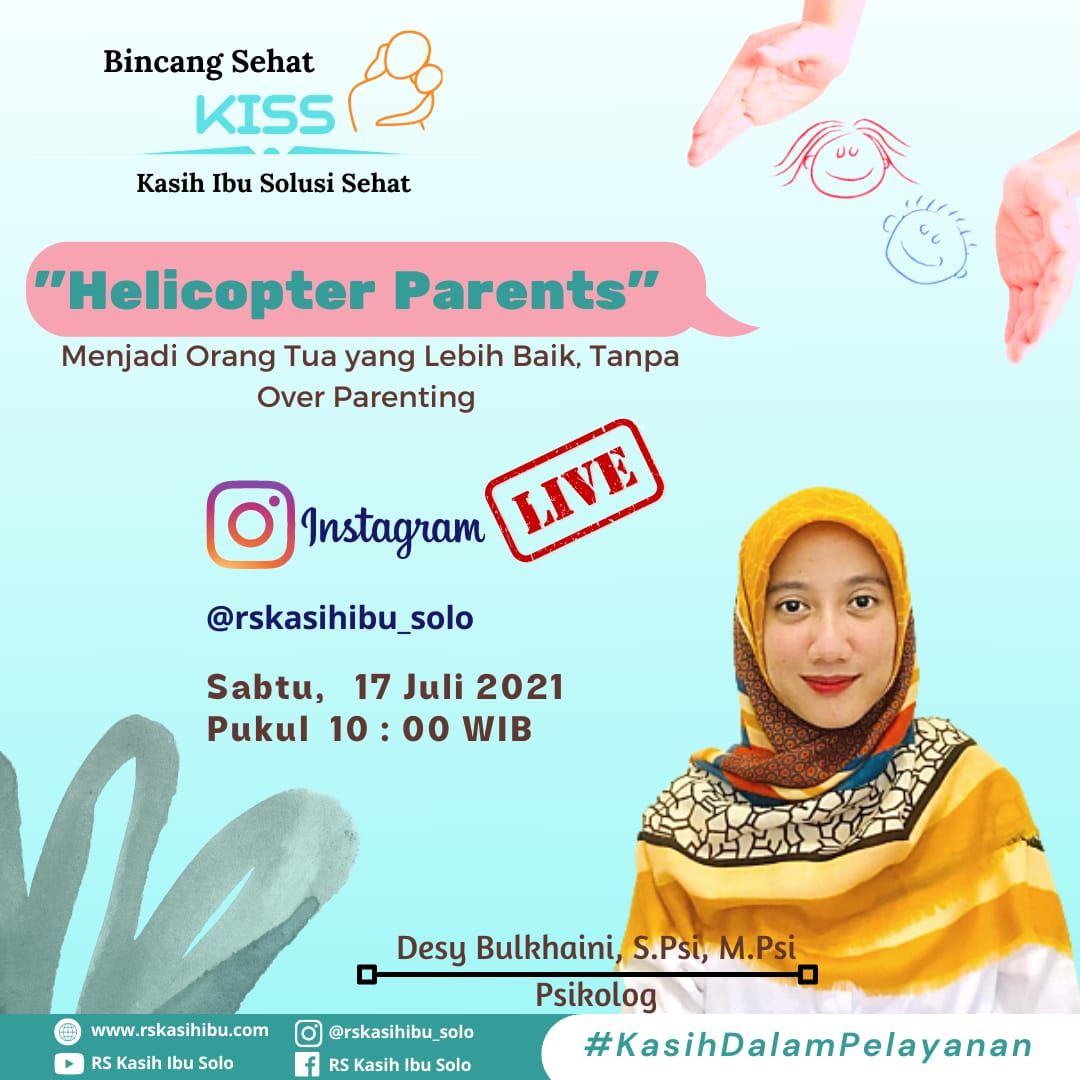 Bincang Sehat
KISS
Kasih Ibu Solusi Sehat
"Helicopter Parents"
Menjadi Orang Tua yang Lebih Baik, Tanpa
Over Parenting
Instagram
LIVE
@rskasihibu_solo
Sabtu, 17 Juli 2021
Pukul 10 : 00 WIB
Desy Bulkhaini, S.Psi, M.Psi
Psikolog
www.rskasihibu.com
@rskasihibu_solo
RS Kasih Ibu Solo
RS Kasih Ibu Solo
#KasihDalamPelayanan